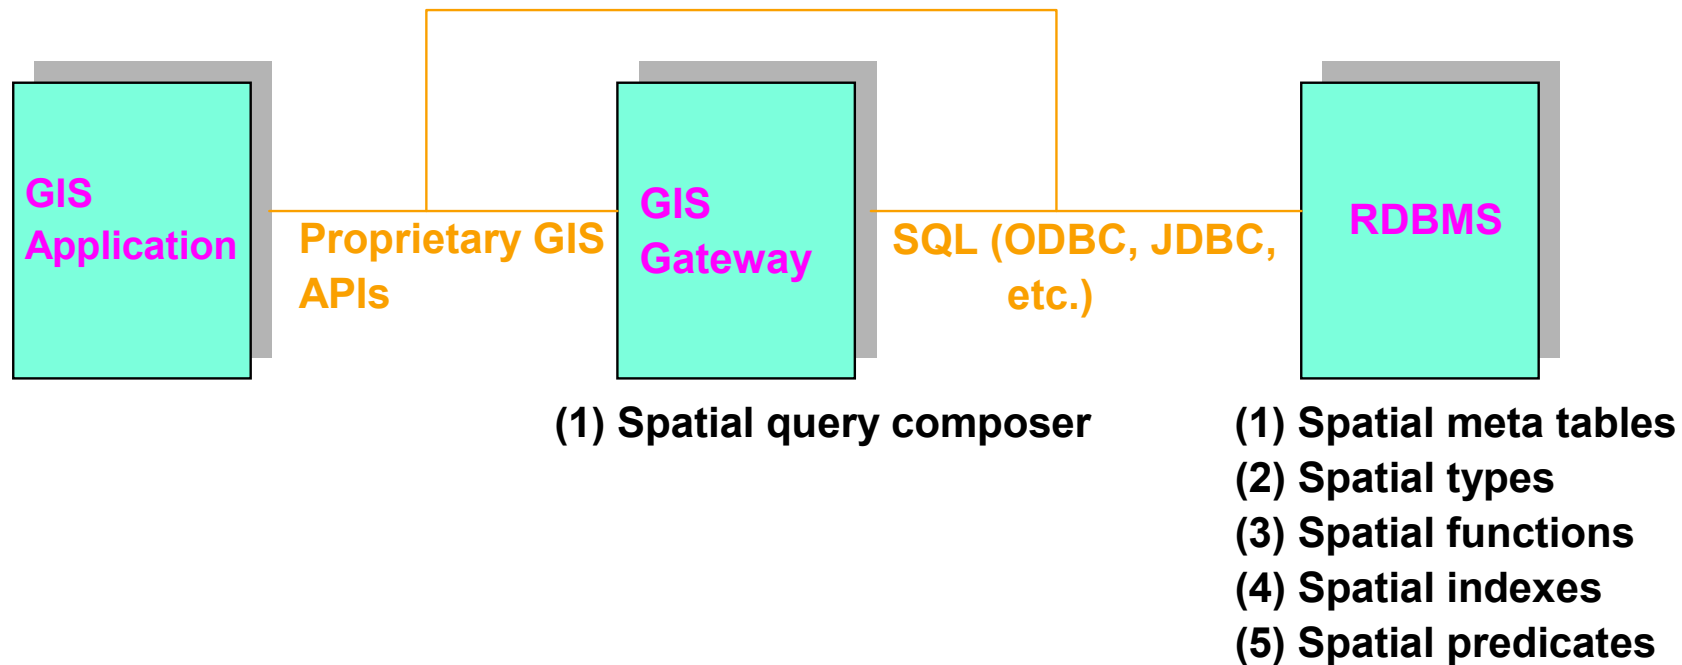 GIS
Application
Proprietary GIS
APIs
GIS
Gateway
SQL (ODBC, JDBC,
etc.)
RDBMS
(1) Spatial query composer
(1) Spatial meta tables
(2) Spatial types
(3) Spatial functions
(4) Spatial indexes
(5) Spatial predicates